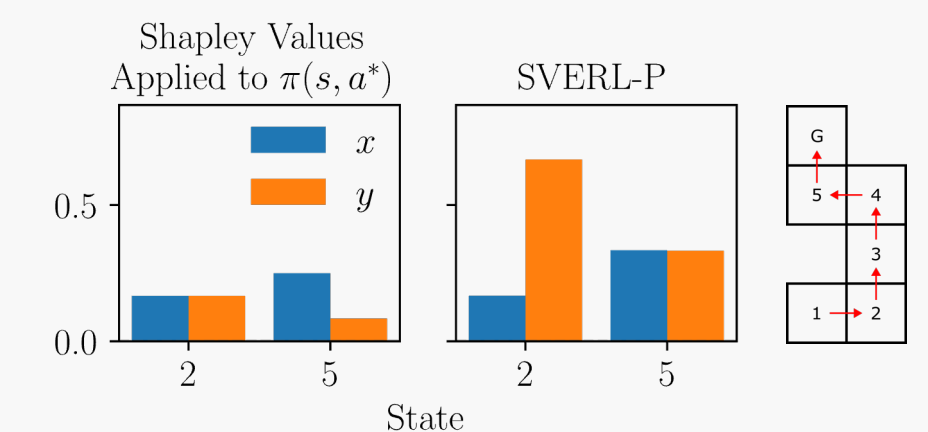 Shapley Values
Applied to π(s, a*)
SVERL-P
x
y
0.5
0.0
2
5
2
5
State
G
5
4
3
1
2